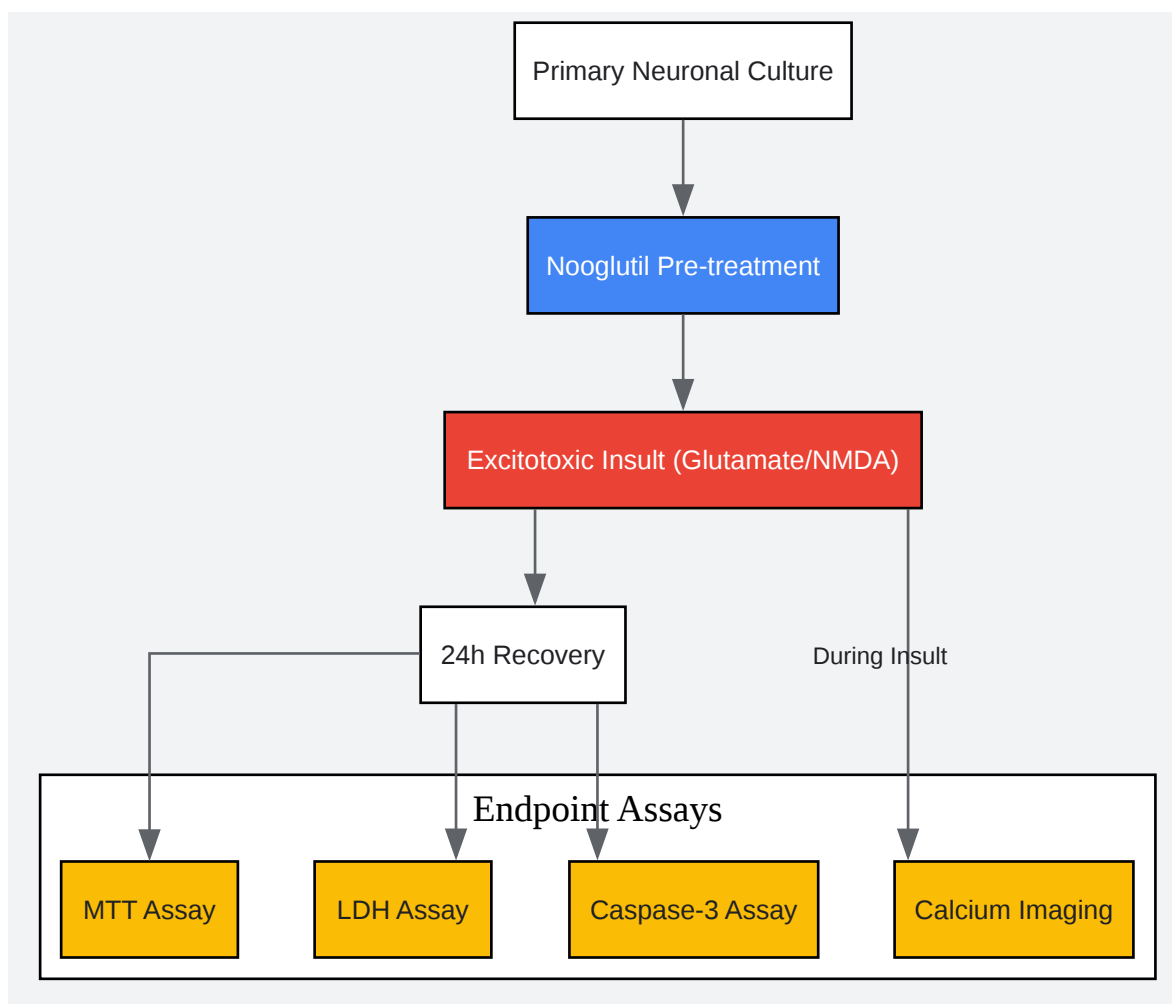 Primary Neuronal Culture
Nooglutil Pre-treatment
Excitotoxic Insult (Glutamate/NMDA)
24h Recovery
During Insult
Endpoint Assays
MTT Assay
LDH Assay
Caspase-3 Assay
Calcium Imaging